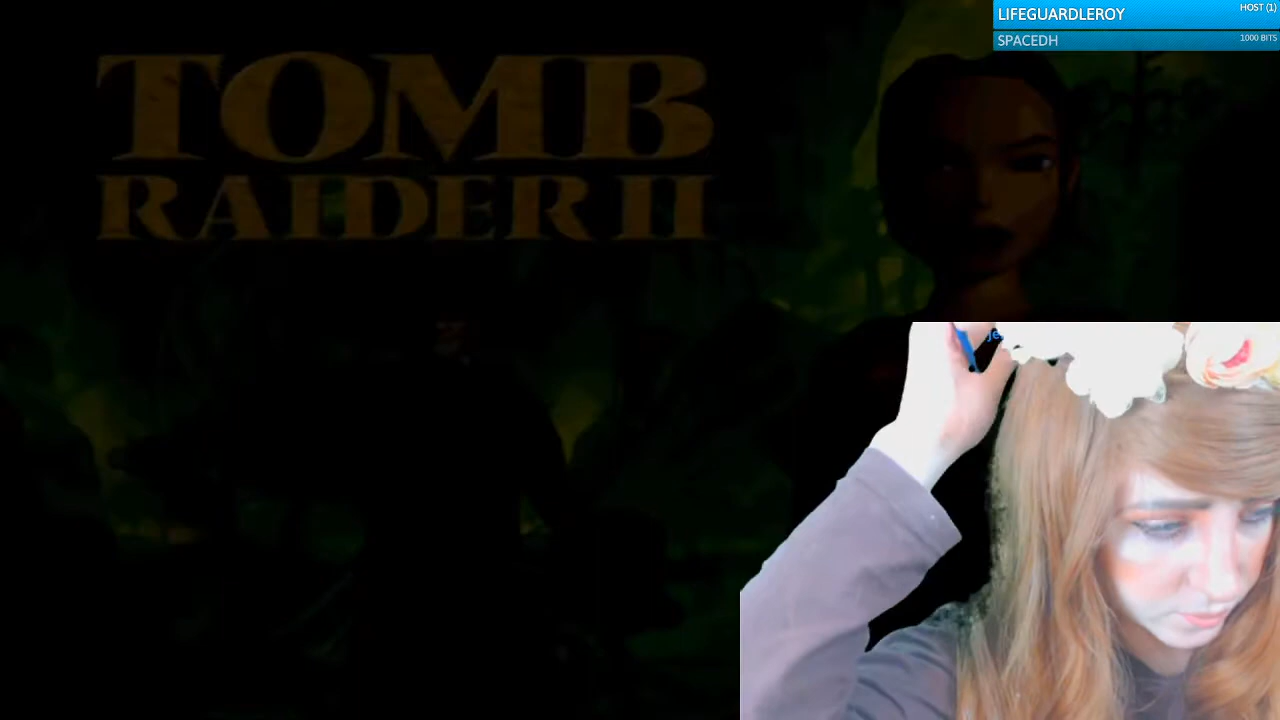 TOMB
RAIDER II
LIFEGUARDLEROY
HOST (1)
SPACEDH
1000 BITS